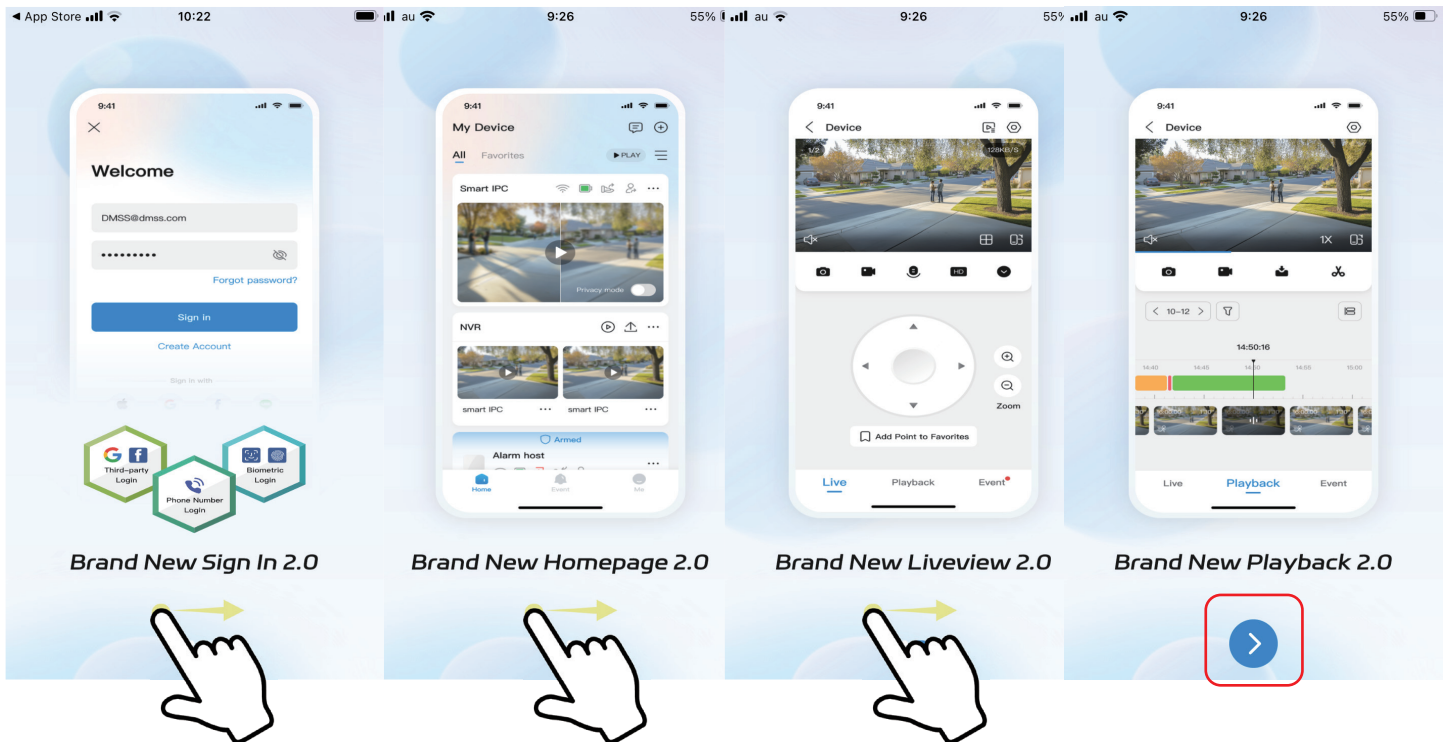 App Store
10:22
9:41
Welcome
DMSS@dmss.com
•••••••••
Forgot password?
Sign in
Create Account
Sign in with
Third-party
Login
Phone Number
Login
Biometric
Login
Brand New Sign In 2.0
au
9:26
55%
9:41
My Device
All
Favorites
PLAY
Smart IPC
Privacy mode
NVR
smart IPC
smart IPC
Armed
Alarm host
Home
Event
Me
Brand New Homepage 2.0
au
9:26
55%
9:41
Device
1/2
128KB/S
HD
Zoom
Add Point to Favorites
Live
Playback
Event
Brand New Liveview 2.0
au
9:26
55%
9:41
Device
1X
10-12
14:50:16
14:40
14:45
14:50
14:55
15:00
Live
Playback
Event
Brand New Playback 2.0